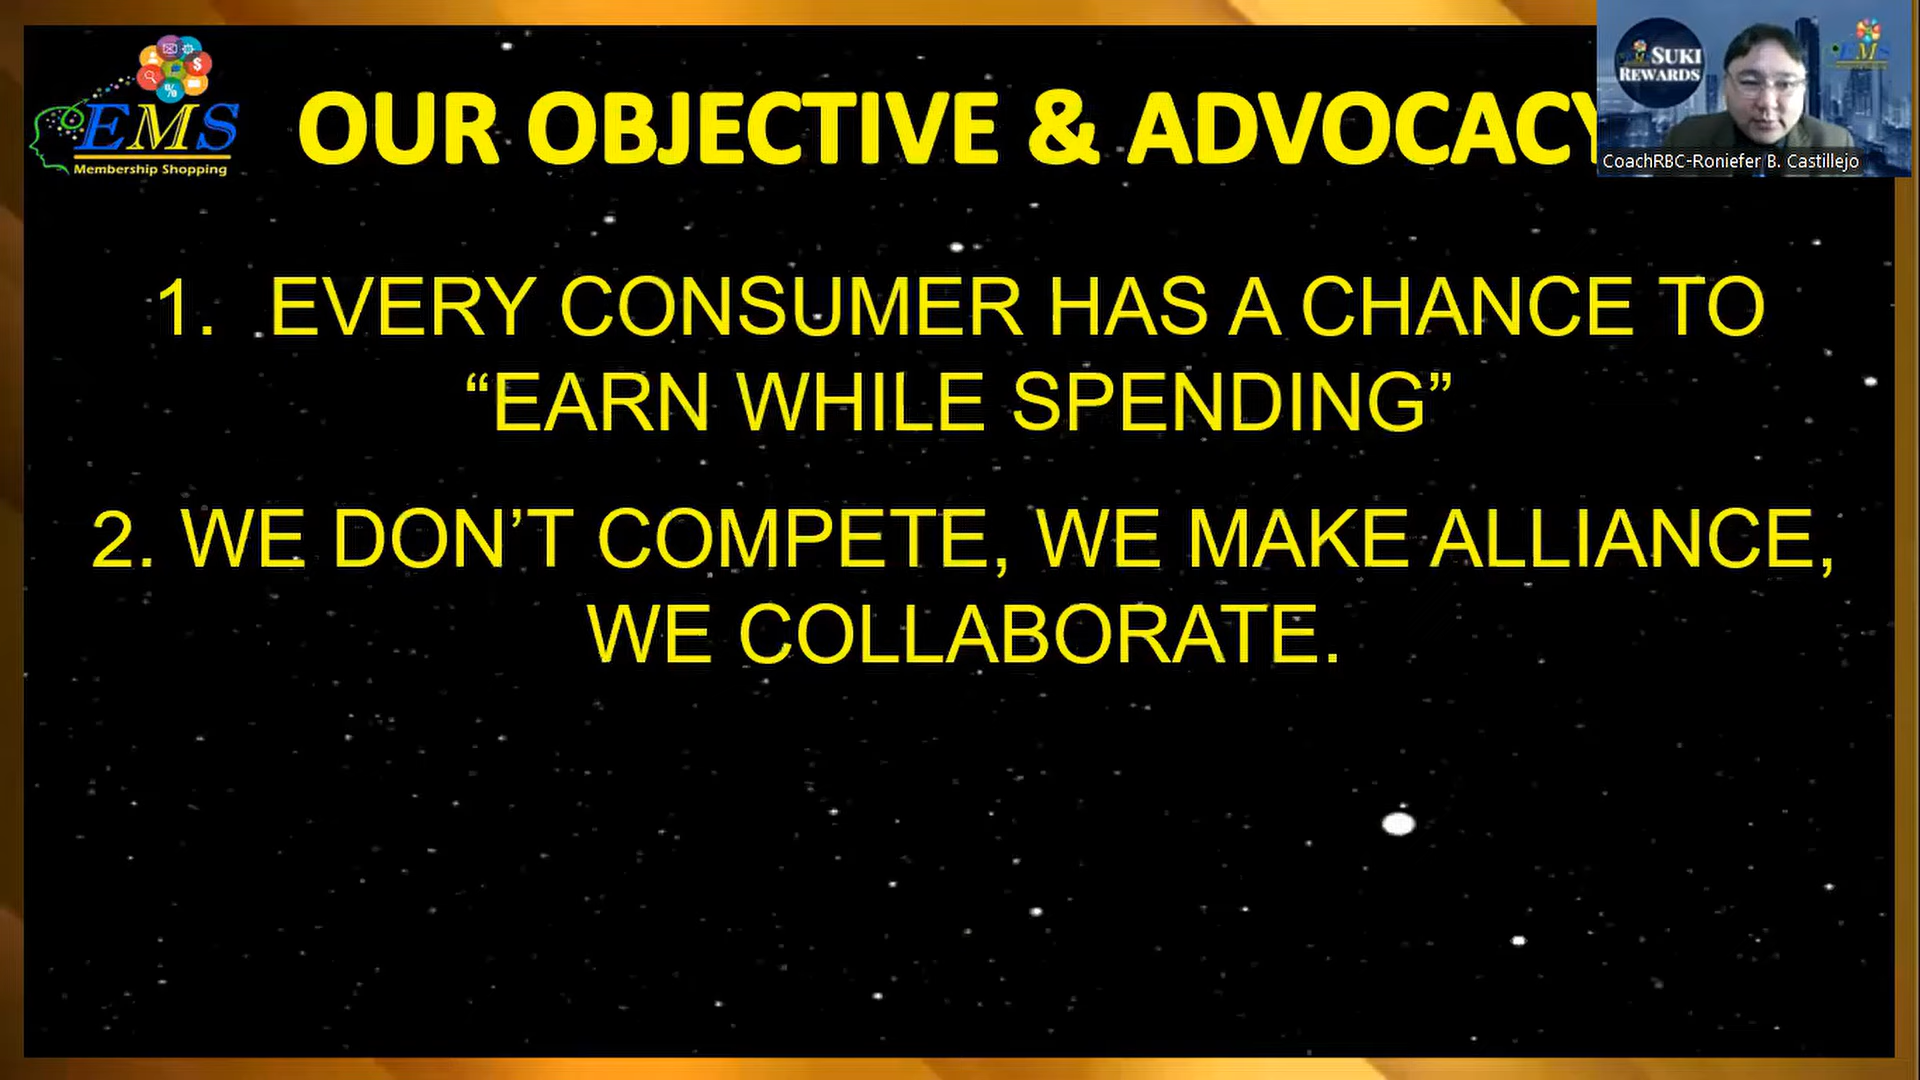 EMS
Membership Shopping
OUR OBJECTIVE & ADVOCACY
SUKI
REWARDS
EMS
CoachRBC-Roniefer B. Castillejo
1. EVERY CONSUMER HAS A CHANCE TO
“EARN WHILE SPENDING”
2. WE DON’T COMPETE, WE MAKE ALLIANCE,
WE COLLABORATE.